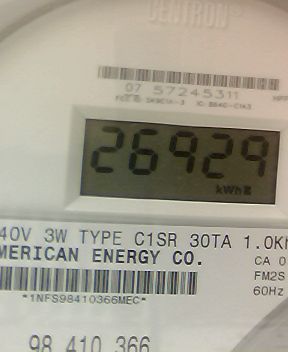 CENTRON®
07 57245311
26929
kWh
40V 3W TYPE C1SR 30TA 1.0Kh
MERICAN ENERGY CO.
CA 0
FM2S
60Hz
*1NFS98410366MEC*
98 410 366